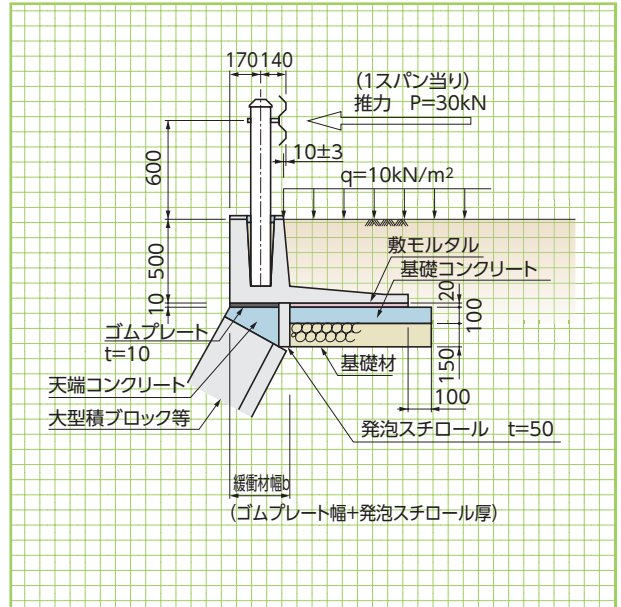 170 140
(1スパン当り)
推力 P=30kN
10±3
600
q=10kN/m2
敷モルタル
基礎コンクリート
500
10
20
100
ゴムプレート
t=10
天端コンクリート
大型積ブロック等
基礎材
150
100
発泡スチロール t=50
緩衝材幅b
(ゴムプレート幅+発泡スチロール厚)